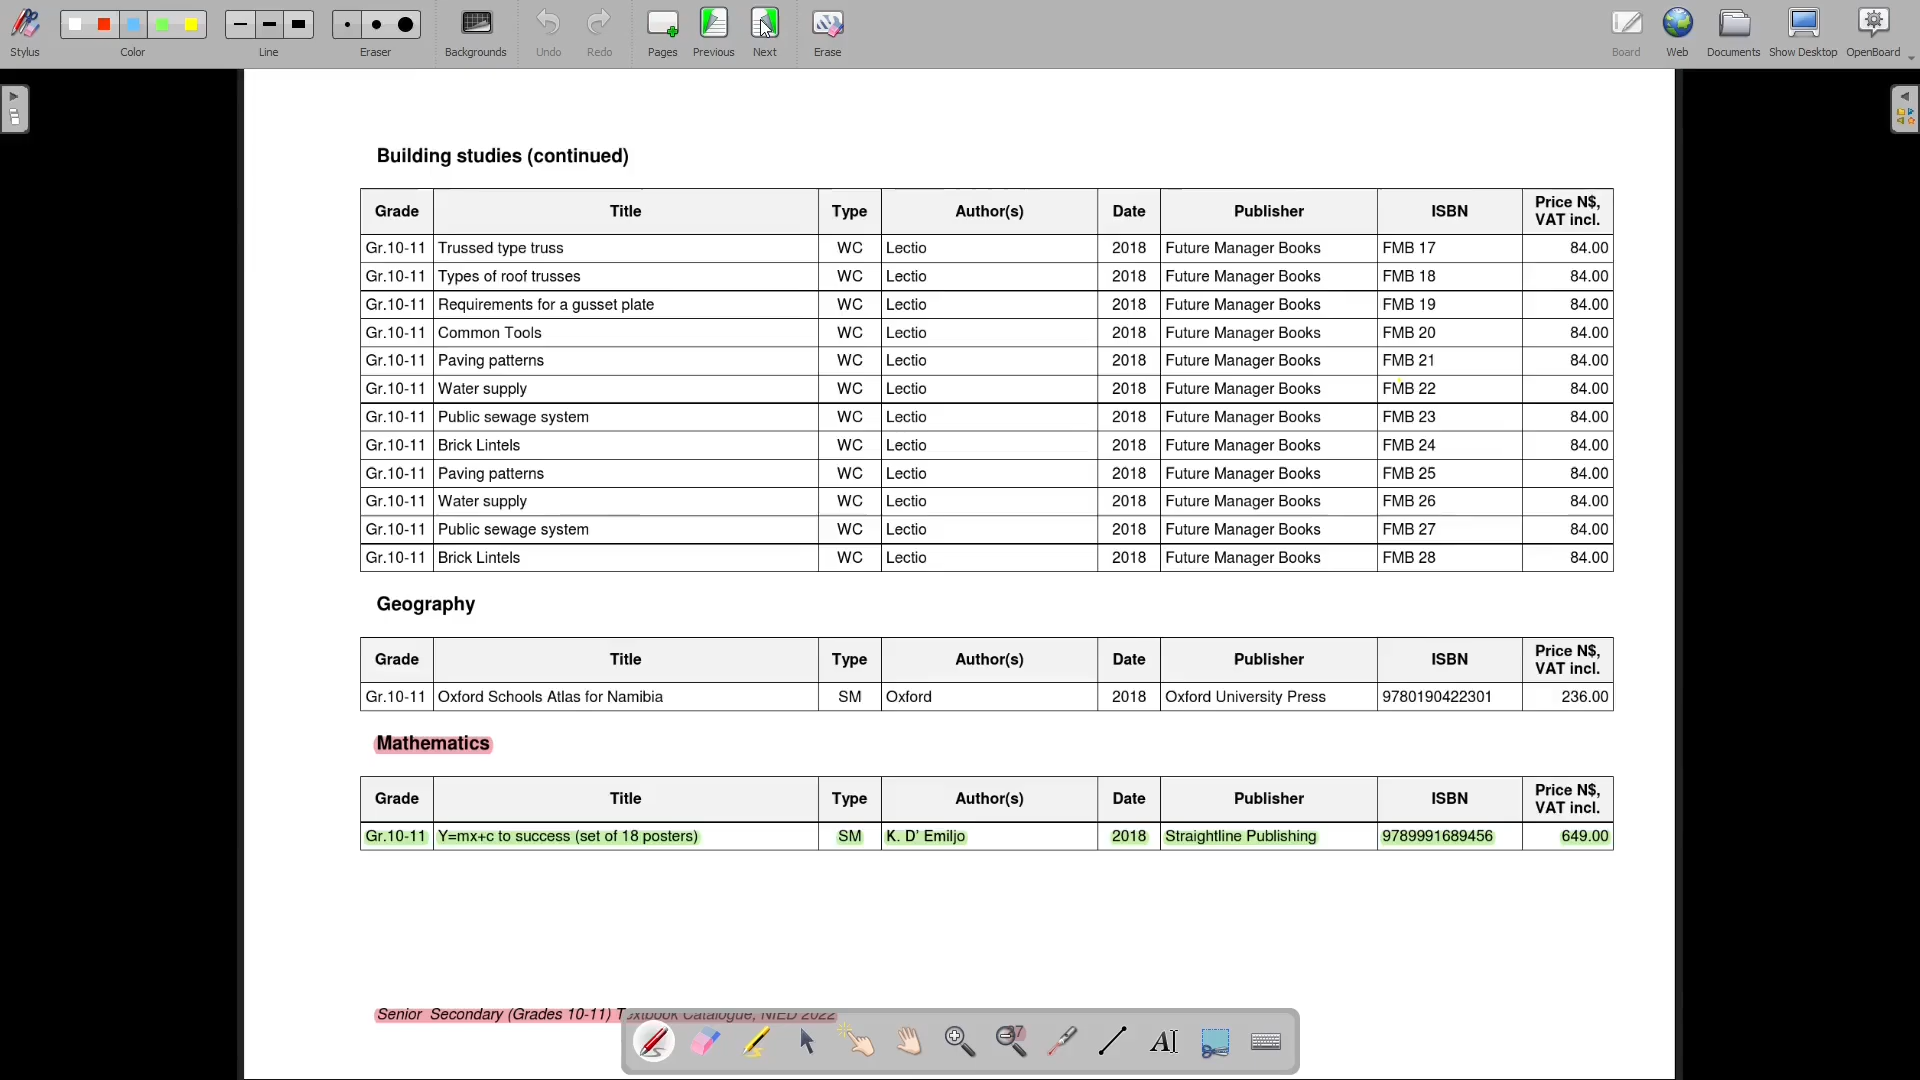 Stylus Color Line Eraser Backgrounds Undo Redo Pages Previous Next Erase Board Web Documents Show Desktop OpenBoard
Building studies (continued)
Grade Title Type Author(s) Date Publisher ISBN Price N$, VAT incl.
Gr.10-11 Trussed type truss WC Lectio 2018 Future Manager Books FMB 17 84.00
Gr.10-11 Types of roof trusses WC Lectio 2018 Future Manager Books FMB 18 84.00
Gr.10-11 Requirements for a gusset plate WC Lectio 2018 Future Manager Books FMB 19 84.00
Gr.10-11 Common Tools WC Lectio 2018 Future Manager Books FMB 20 84.00
Gr.10-11 Paving patterns WC Lectio 2018 Future Manager Books FMB 21 84.00
Gr.10-11 Water supply WC Lectio 2018 Future Manager Books FMB 22 84.00
Gr.10-11 Public sewage system WC Lectio 2018 Future Manager Books FMB 23 84.00
Gr.10-11 Brick Lintels WC Lectio 2018 Future Manager Books FMB 24 84.00
Gr.10-11 Paving patterns WC Lectio 2018 Future Manager Books FMB 25 84.00
Gr.10-11 Water supply WC Lectio 2018 Future Manager Books FMB 26 84.00
Gr.10-11 Public sewage system WC Lectio 2018 Future Manager Books FMB 27 84.00
Gr.10-11 Brick Lintels WC Lectio 2018 Future Manager Books FMB 28 84.00
Geography
Grade Title Type Author(s) Date Publisher ISBN Price N$, VAT incl.
Gr.10-11 Oxford Schools Atlas for Namibia SM Oxford 2018 Oxford University Press 9780190422301 236.00
Mathematics
Grade Title Type Author(s) Date Publisher ISBN Price N$, VAT incl.
Gr.10-11 Y=mx+c to success (set of 18 posters) SM K. D' Emiljo 2018 Straightline Publishing 9789991689456 649.00
Senior Secondary (Grades 10-11) Textbook Catalogue, NIED 2022
37
AI